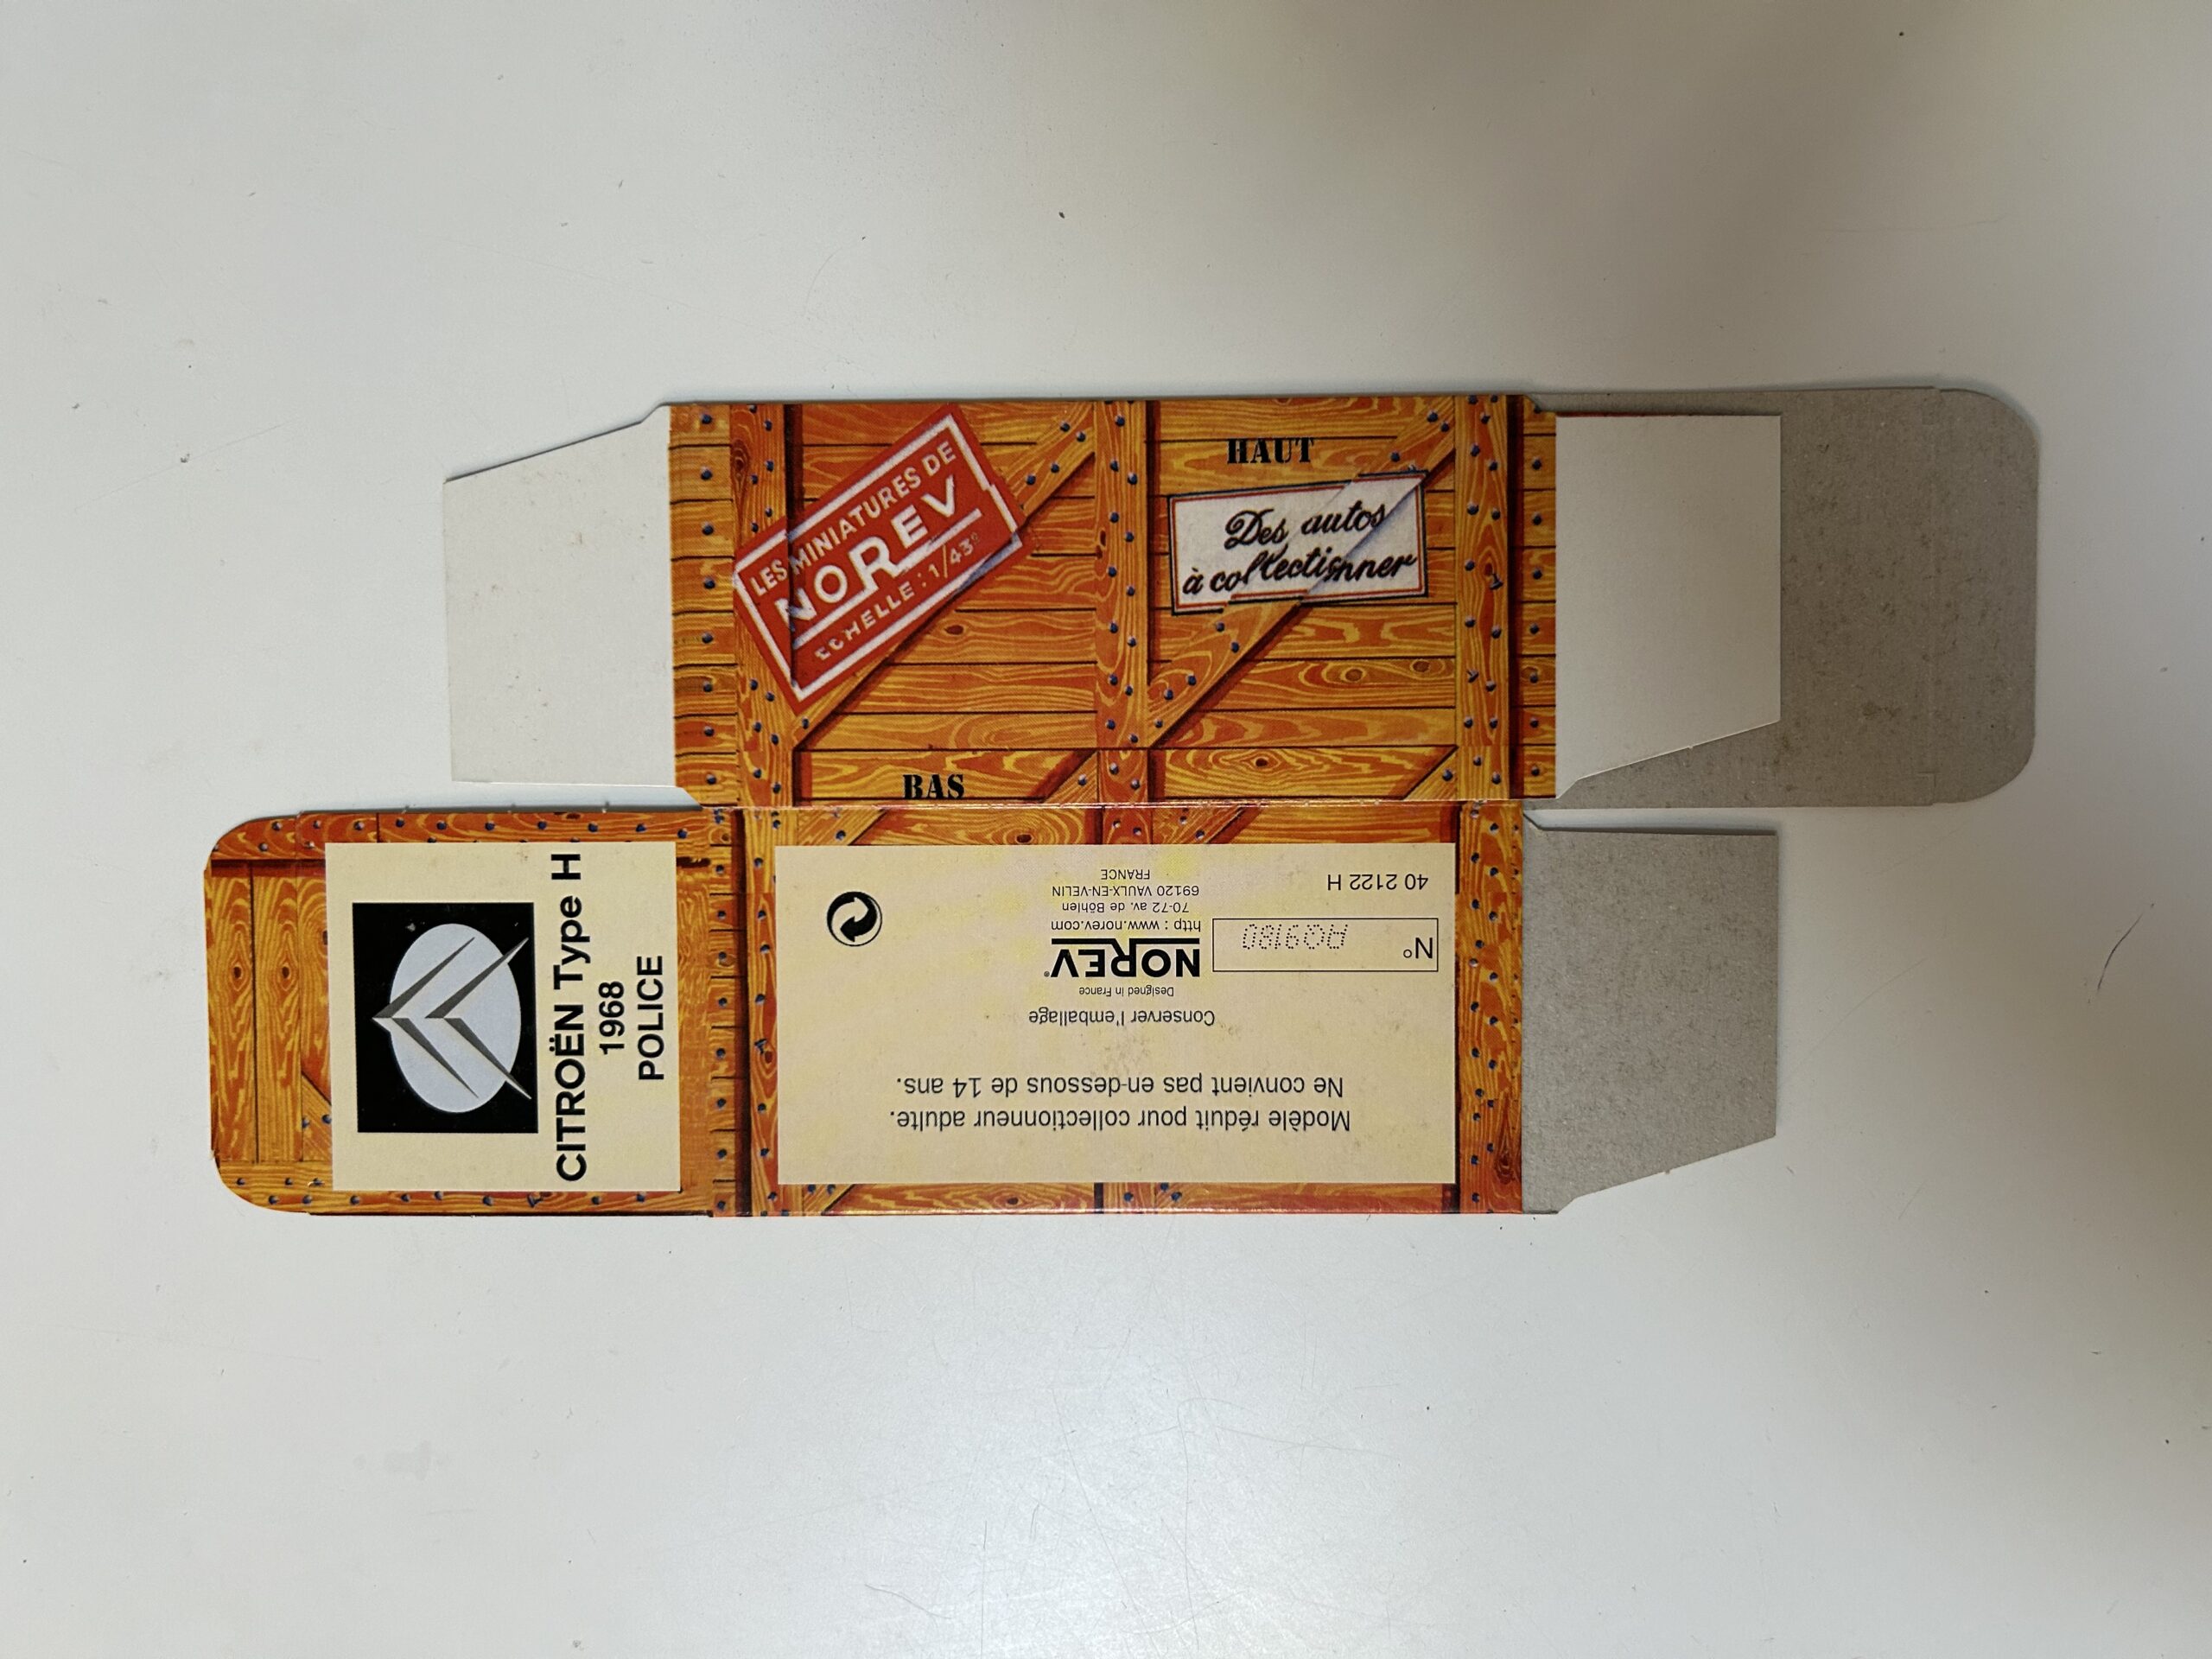 LES MINIATURES DE
NOREV
ECHELLE : 1/43e
HAUT
Des autos
à collectionner
BAS
CITROËN Type H
1968
POLICE
Modèle réduit pour collectionneur adulte.
Ne convient pas en-dessous de 14 ans.
Conserver l'emballage
Designed in France
NOREV®
http : www.norev.com
70-72 av. de Böhlen
69120 VAULX-EN-VELIN
FRANCE
N° AQ9180
40 2122 H